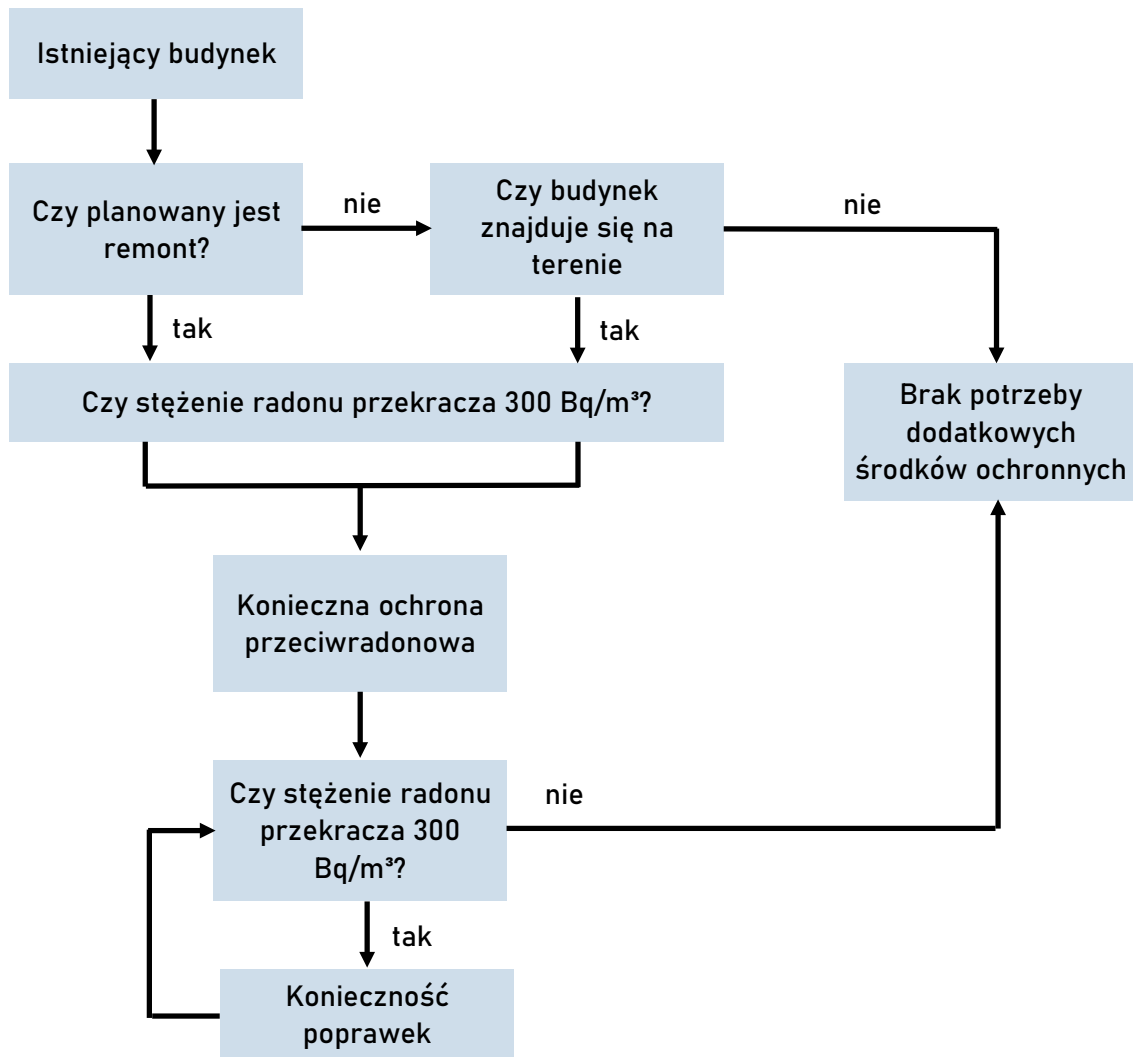 Istniejący budynek
Czy planowany jest
remont?
nie
Czy budynek
znajduje się na
terenie
nie
tak
tak
Czy stężenie radonu przekracza 300 Bq/m³?
Brak potrzeby
dodatkowych
środków ochronnych
Konieczna ochrona
przeciwradonowa
Czy stężenie radonu
przekracza 300
Bq/m³?
nie
tak
Konieczność
poprawek